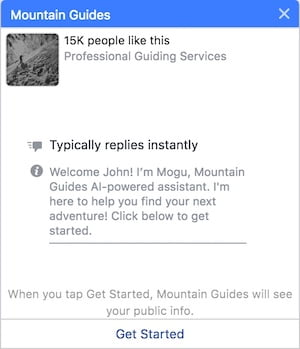 Mountain Guides
15K people like this
Professional Guiding Services
Typically replies instantly
Welcome John! I'm Mogu, Mountain
Guides AI-powered assistant. I'm
here to help you find your next
adventure! Click below to get
started.
When you tap Get Started, Mountain Guides will see
your public info.
Get Started